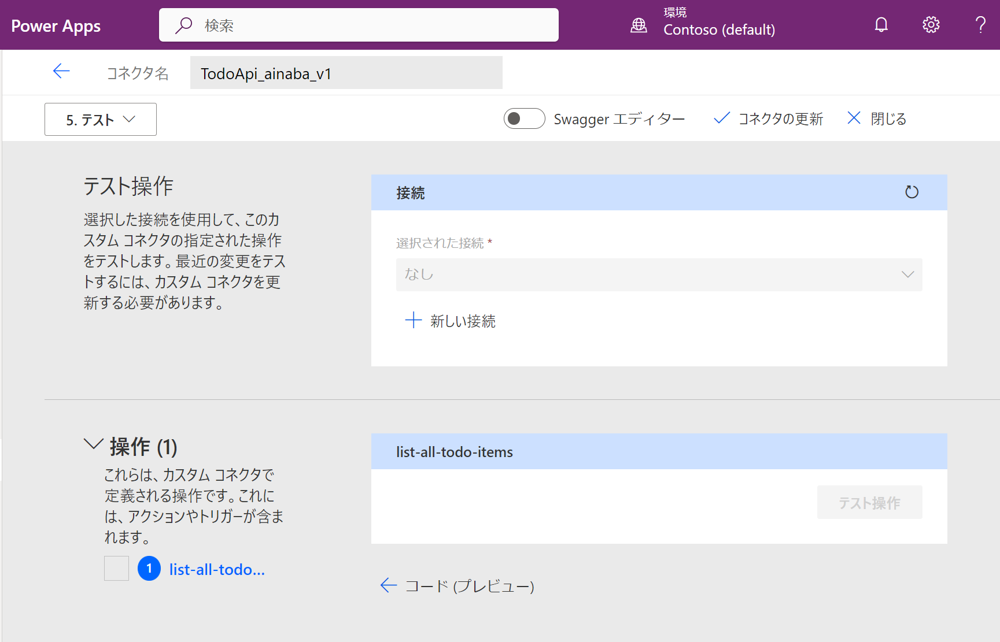 Power Apps
検索
環境
Contoso (default)
?
コネクタ名
TodoApi_ainaba_v1
5. テスト
Swagger エディター
コネクタの更新
閉じる
テスト操作
選択した接続を使用して、このカ
スタム コネクタの指定された操作
をテストします。最近の変更をテス
トするには、カスタム コネクタを更
新する必要があります。
接続
選択された接続 *
なし
新しい接続
操作 (1)
これらは、カスタム コネクタで
定義される操作です。これに
は、アクションやトリガーが含ま
れます。
1 list-all-todo...
list-all-todo-items
テスト操作
コード (プレビュー)